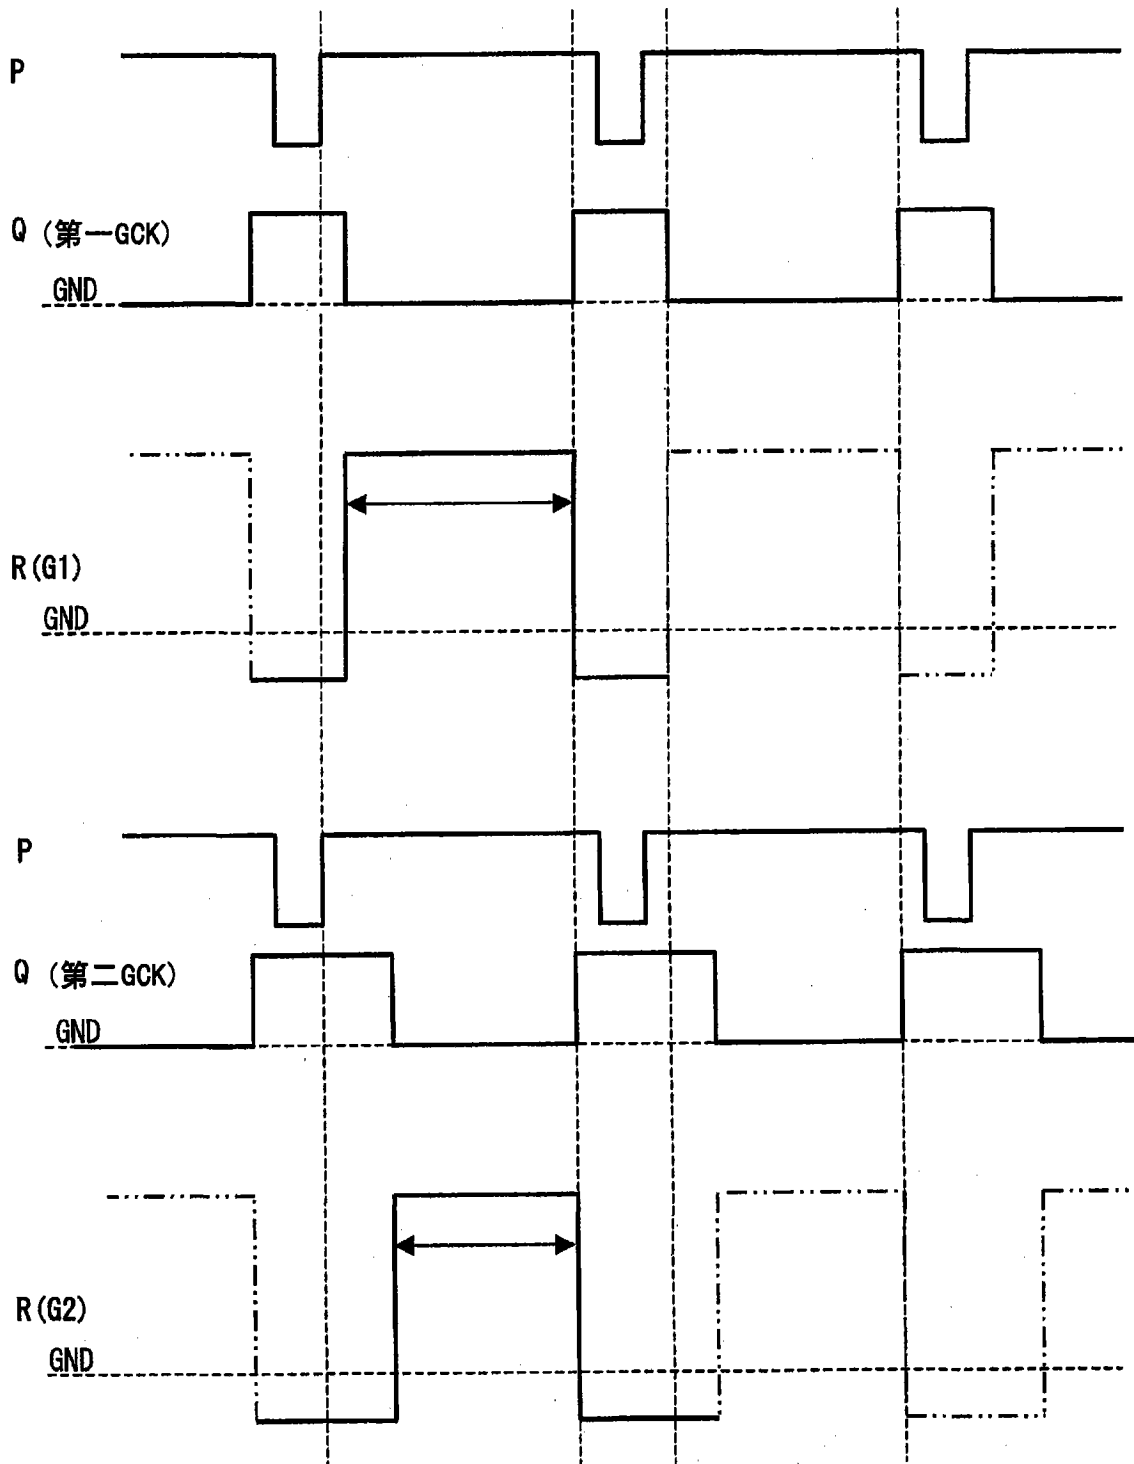 P
Q (第一GCK)
GND
R(G1)
GND
P
Q (第二GCK)
GND
R(G2)
GND